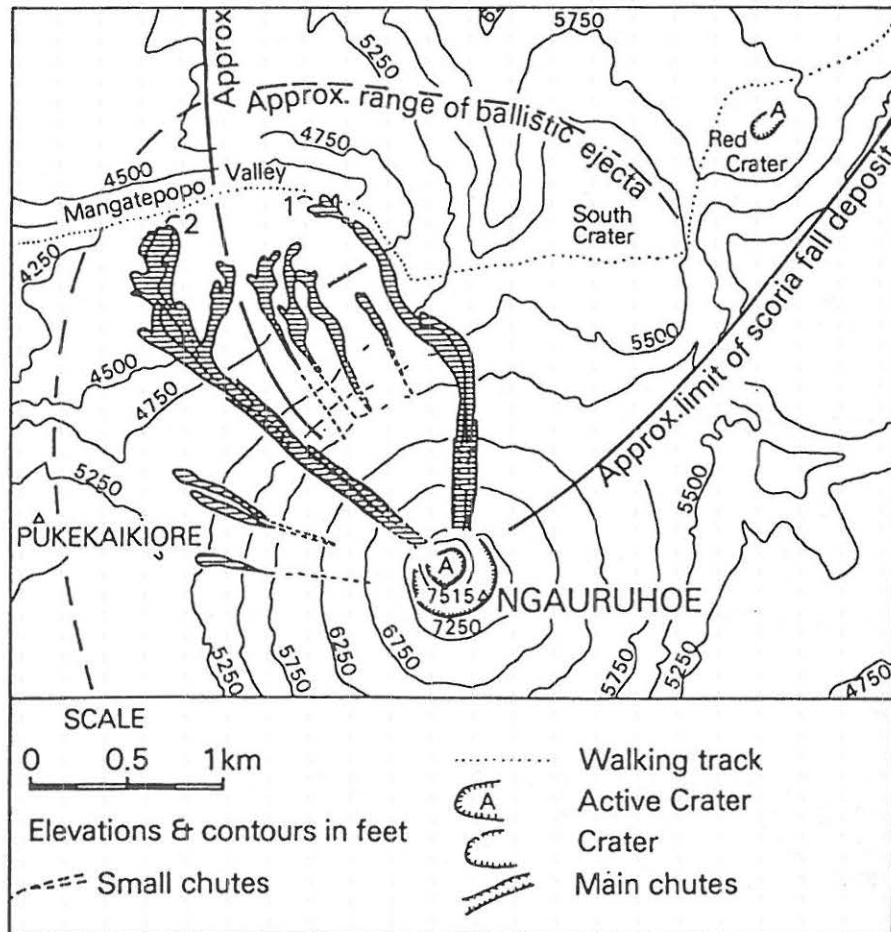 5250
5750
Approx.
Approx. range of ballistic ejecta
A
Red
Crater
4750
4500
Valley
Mangatepopo
1
2
South
Crater
4250
Approx. limit of scoria fall deposit
5500
4500
4750
5250
5500
PUKEKAIKIORE
A
7515
NGAURUHOE
7250
6750
6250
5750
5250
5750
5250
4750
SCALE
0 0.5 1km
Elevations & contours in feet
Small chutes
Walking track
A Active Crater
Crater
Main chutes